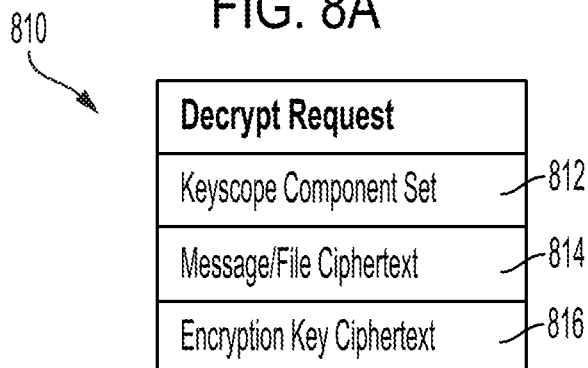 FIG. 8A
810
Decrypt Request
Keyscope Component Set 812
Message/File Ciphertext 814
Encryption Key Ciphertext 816